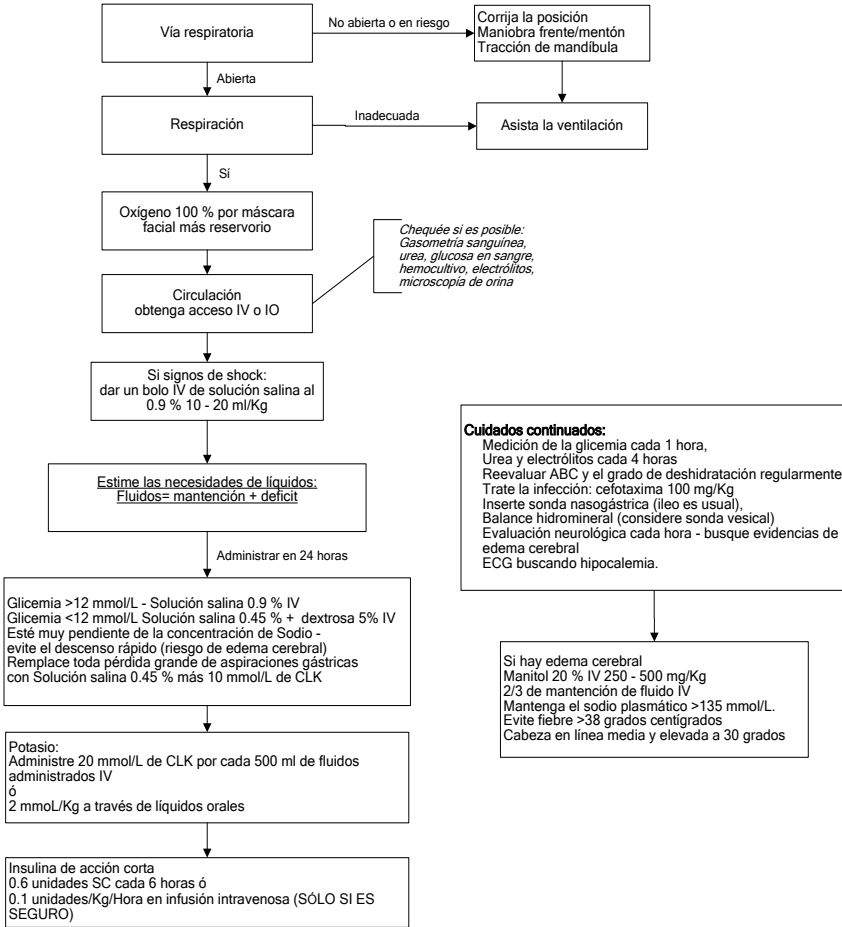 Vía respiratoria
No abierta o en riesgo
Corrija la posición
Maniobra frente/mentón
Tracción de mandíbula
Abierta
Respiración
Inadecuada
Asista la ventilación
Sí
Oxígeno 100 % por máscara
facial más reservorio
Chequée si es posible:
Gasometría sanguínea,
urea, glucosa en sangre,
hemocultivo, electrólitos,
microscopía de orina
Circulación
obtenga acceso IV o IO
Si signos de shock:
dar un bolo IV de solución salina al
0.9 % 10 - 20 ml/Kg
Estime las necesidades de líquidos:
Fluidos= mantención + deficit
Administrar en 24 horas
Glicemia >12 mmol/L - Solución salina 0.9 % IV
Glicemia <12 mmol/L Solución salina 0.45 % + dextrosa 5% IV
Esté muy pendiente de la concentración de Sodio -
evite el descenso rápido (riesgo de edema cerebral)
Remplace toda pérdida grande de aspiraciones gástricas
con Solución salina 0.45 % más 10 mmol/L de CLK
Potasio:
Administre 20 mmol/L de CLK por cada 500 ml de fluidos
administrados IV
ó
2 mmoL/Kg a través de líquidos orales
Insulina de acción corta
0.6 unidades SC cada 6 horas ó
0.1 unidades/Kg/Hora en infusión intravenosa (SÓLO SI ES
SEGURO)
Cuidados continuados:
Medición de la glicemia cada 1 hora,
Urea y electrólitos cada 4 horas
Reevaluar ABC y el grado de deshidratación regularmente
Trate la infección: cefotaxima 100 mg/Kg
Inserte sonda nasogástrica (ileo es usual),
Balance hidromineral (considere sonda vesical)
Evaluación neurológica cada hora - busque evidencias de
edema cerebral
ECG buscando hipocalemia.
Si hay edema cerebral
Manitol 20 % IV 250 - 500 mg/Kg
2/3 de mantención de fluido IV
Mantenga el sodio plasmático >135 mmol/L.
Evite fiebre >38 grados centígrados
Cabeza en línea media y elevada a 30 grados